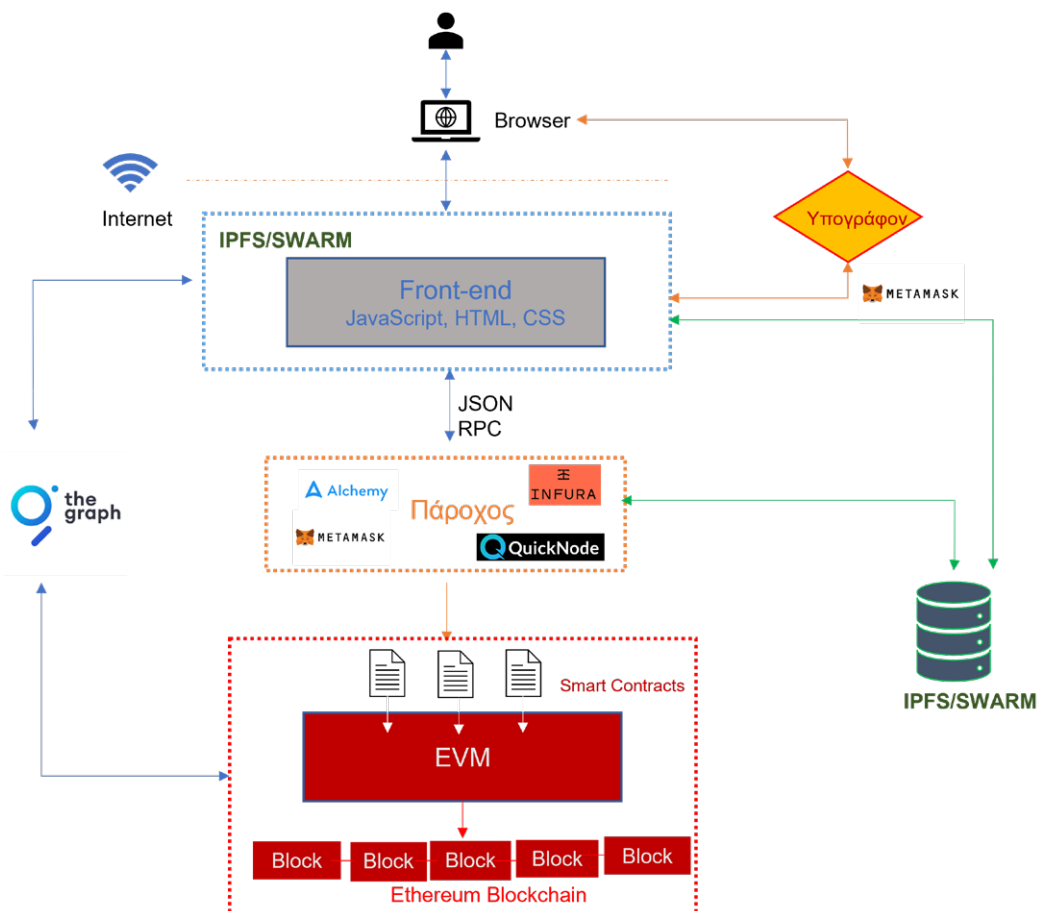 Browser
Internet
Υπογράφον
IPFS/SWARM
METAMASK
Front-end
JavaScript, HTML, CSS
JSON
RPC
the
graph
Alchemy
INFURA
Πάροχος
METAMASK
QuickNode
IPFS/SWARM
Smart Contracts
EVM
Block
Block
Block
Block
Block
Ethereum Blockchain